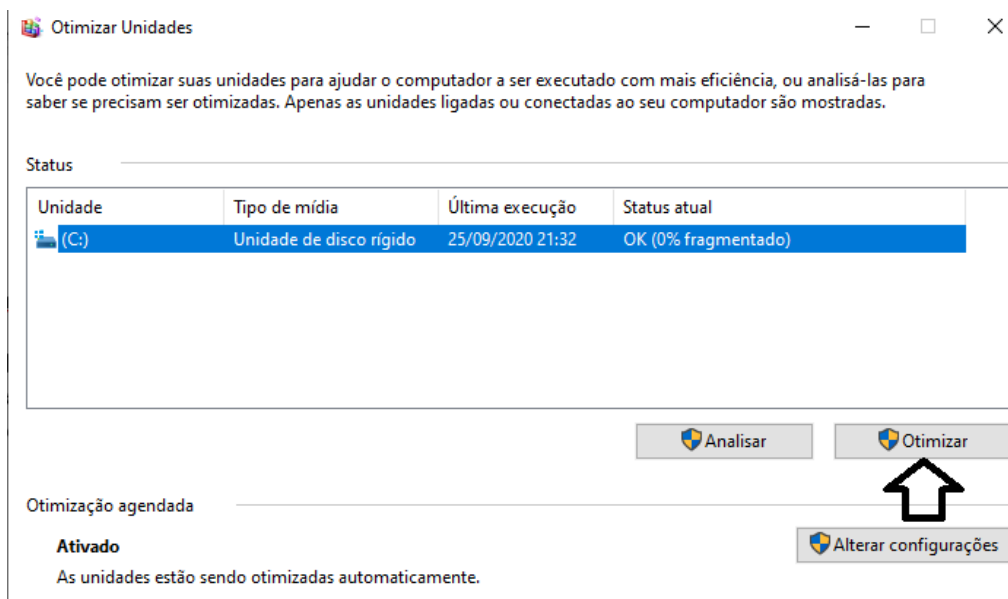 Otimizar Unidades
Você pode otimizar suas unidades para ajudar o computador a ser executado com mais eficiência, ou analisá-las para
saber se precisam ser otimizadas. Apenas as unidades ligadas ou conectadas ao seu computador são mostradas.
Status
Unidade Tipo de mídia Última execução Status atual
(C:) Unidade de disco rígido 25/09/2020 21:32 OK (0% fragmentado)
Analisar Otimizar
Otimização agendada
Ativado Alterar configurações
As unidades estão sendo otimizadas automaticamente.